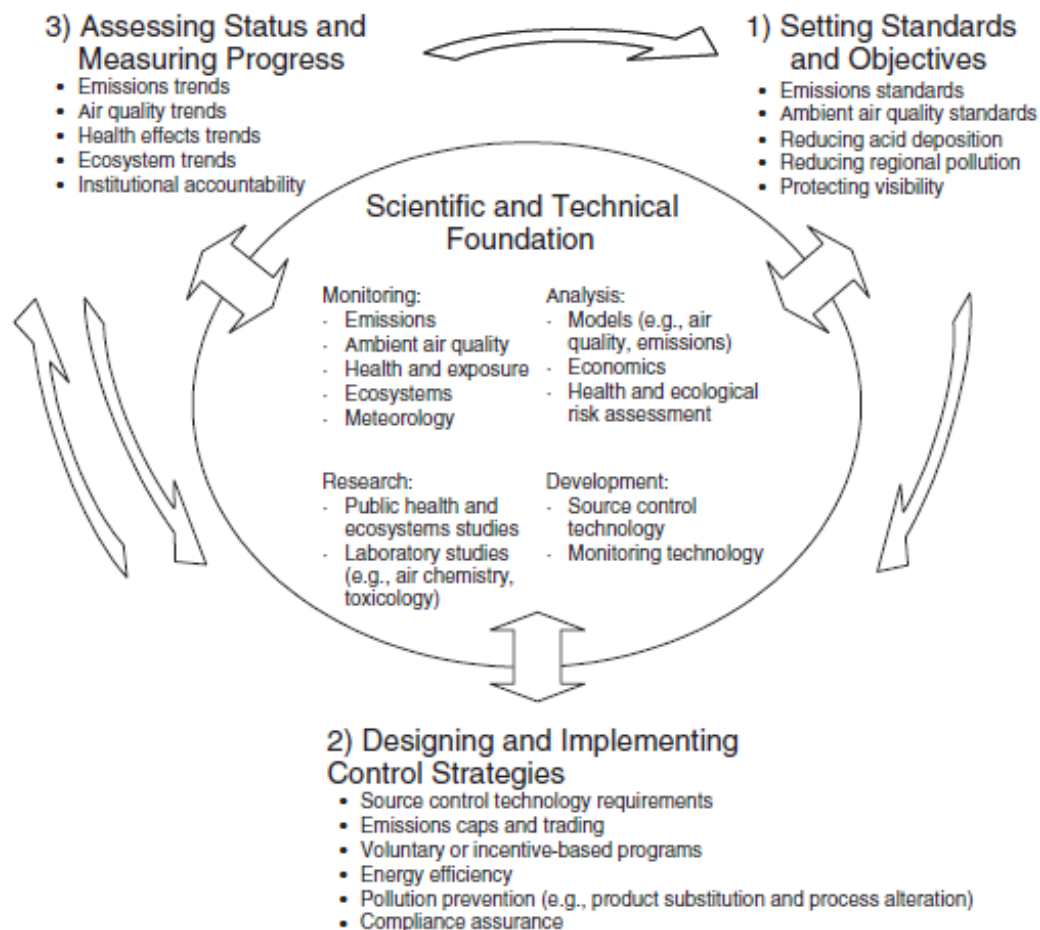 3) Assessing Status and
Measuring Progress
• Emissions trends
• Air quality trends
• Health effects trends
• Ecosystem trends
• Institutional accountability
1) Setting Standards
and Objectives
• Emissions standards
• Ambient air quality standards
• Reducing acid deposition
• Reducing regional pollution
• Protecting visibility
Scientific and Technical
Foundation
Monitoring:
· Emissions
· Ambient air quality
· Health and exposure
· Ecosystems
· Meteorology
Analysis:
· Models (e.g., air
quality, emissions)
· Economics
· Health and ecological
risk assessment
Research:
· Public health and
ecosystems studies
· Laboratory studies
(e.g., air chemistry,
toxicology)
Development:
· Source control
technology
· Monitoring technology
2) Designing and Implementing
Control Strategies
• Source control technology requirements
• Emissions caps and trading
• Voluntary or incentive-based programs
• Energy efficiency
• Pollution prevention (e.g., product substitution and process alteration)
• Compliance assurance